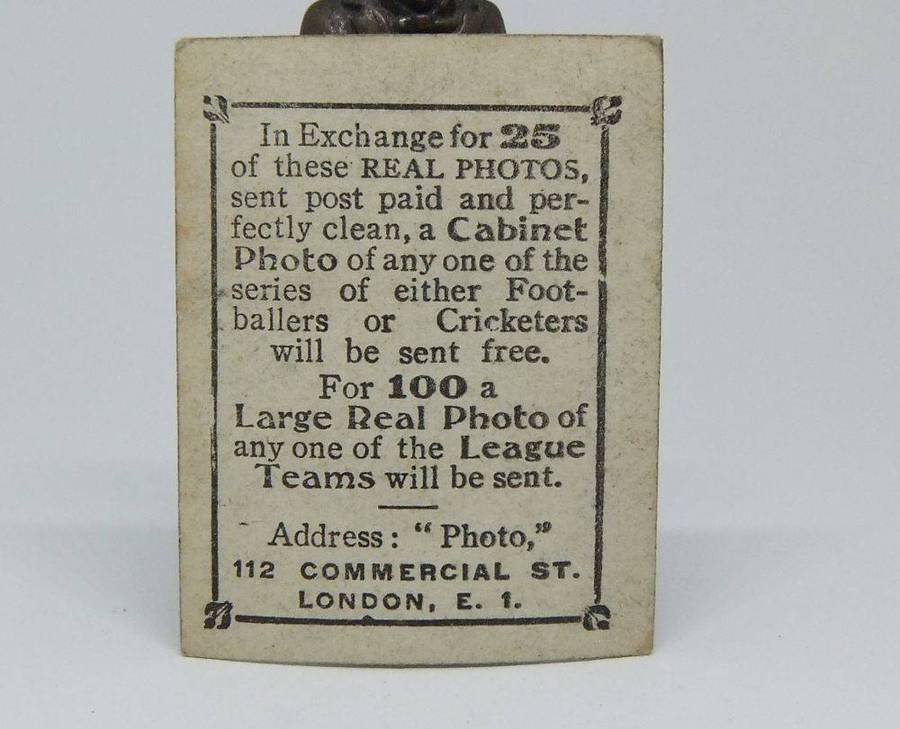 In Exchange for 25
of these REAL PHOTOS,
sent post paid and per-
fectly clean, a Cabinet
Photo of any one of the
series of either Foot-
ballers or Cricketers
will be sent free.
For 100 a
Large Real Photo of
any one of the League
Teams will be sent.
Address: “ Photo,”
112 COMMERCIAL ST.
LONDON, E. 1.